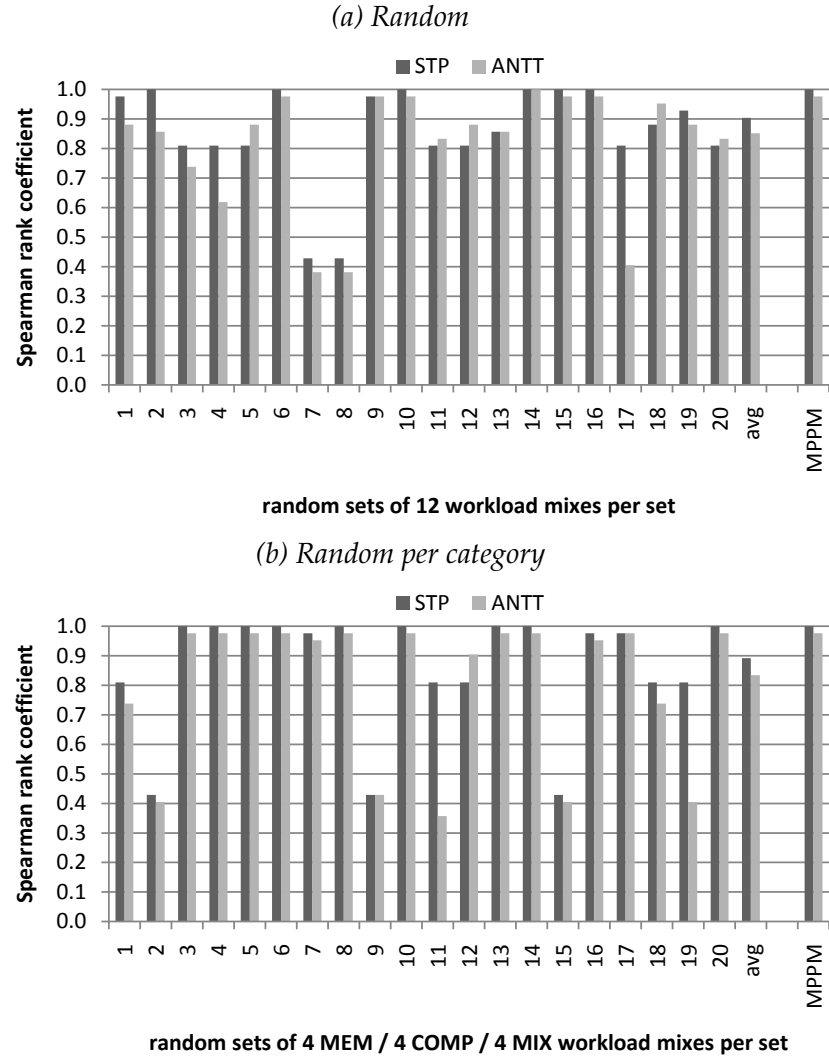 (a) Random
STP ANTT
1.0
0.9
0.8
0.7
0.6
0.5
0.4
0.3
0.2
0.1
0.0
Spearman rank coefficient
1 2 3 4 5 6 7 8 9 10 11 12 13 14 15 16 17 18 19 20 avg MPPM
random sets of 12 workload mixes per set
(b) Random per category
STP ANTT
1.0
0.9
0.8
0.7
0.6
0.5
0.4
0.3
0.2
0.1
0.0
Spearman rank coefficient
1 2 3 4 5 6 7 8 9 10 11 12 13 14 15 16 17 18 19 20 avg MPPM
random sets of 4 MEM / 4 COMP / 4 MIX workload mixes per set